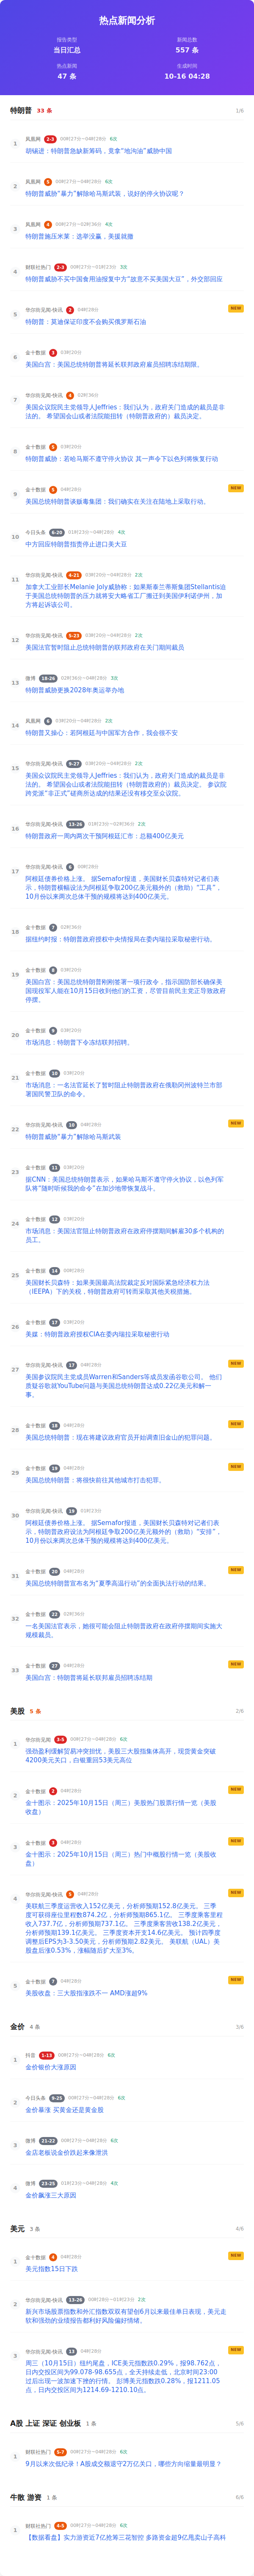 热点新闻分析
报告类型
新闻总数
当日汇总
557 条
热点新闻
生成时间
47 条
10-16 04:28
特朗普 33 条 1/6
1
凤凰网 2-3 00时27分~04时28分 6次
胡锡进：特朗普急缺新筹码，竟拿“地沟油”威胁中国
2
凤凰网 5 00时27分~04时28分 6次
特朗普威胁“暴力”解除哈马斯武装，说好的停火协议呢？
3
凤凰网 4 00时27分~02时36分 4次
特朗普施压米莱：选举没赢，美援就撤
4
财联社热门 2-3 00时27分~01时23分 3次
特朗普威胁不买中国食用油报复中方“故意不买美国大豆”，外交部回应
5
华尔街见闻-快讯 2 04时28分
NEW
特朗普：莫迪保证印度不会购买俄罗斯石油
6
金十数据 3 03时20分
美国白宫：美国总统特朗普将延长联邦政府雇员招聘冻结期限。
7
华尔街见闻-快讯 4 02时36分
美国众议院民主党领导人Jeffries：我们认为，政府关门造成的裁员是非
法的。 希望国会山或者法院能扭转（特朗普政府的）裁员决定。
8
金十数据 5 03时20分
特朗普威胁：若哈马斯不遵守停火协议 其一声令下以色列将恢复行动
9
金十数据 5 04时28分
NEW
美国总统特朗普谈贩毒集团：我们确实在关注在陆地上采取行动。
10
今日头条 6-20 01时23分~04时28分 4次
中方回应特朗普指责停止进口美大豆
11
华尔街见闻-快讯 4-21 03时20分~04时28分 2次
加拿大工业部长Melanie Joly威胁称：如果斯泰兰蒂斯集团Stellantis迫
于美国总统特朗普的压力就将安大略省工厂搬迁到美国伊利诺伊州，加
方将起诉该公司。
12
华尔街见闻-快讯 5-23 03时20分~04时28分 2次
美国法官暂时阻止总统特朗普的联邦政府在关门期间裁员
13
微博 18-26 02时36分~04时28分 3次
特朗普威胁更换2028年奥运举办地
14
凤凰网 6 03时20分~04时28分 2次
特朗普又操心：若阿根廷与中国军方合作，我会很不安
15
华尔街见闻-快讯 9-27 03时20分~04时28分 2次
美国众议院民主党领导人Jeffries：我们认为，政府关门造成的裁员是非
法的。 希望国会山或者法院能扭转（特朗普政府的）裁员决定。 参议院
跨党派“非正式”磋商所达成的结果还没有移交至众议院。
16
华尔街见闻-快讯 13-26 01时23分~02时36分 2次
特朗普政府一周内两次干预阿根廷汇市：总额400亿美元
17
华尔街见闻-快讯 6 00时28分
阿根廷债券价格上涨。 据Semafor报道，美国财长贝森特对记者们表
示，特朗普横幅设法为阿根廷争取200亿美元额外的（救助）“工具”，
10月份以来两次总体干预的规模将达到400亿美元。
18
金十数据 7 02时36分
据纽约时报：特朗普政府授权中央情报局在委内瑞拉采取秘密行动。
19
金十数据 8 03时20分
美国白宫：美国总统特朗普刚刚签署一项行政令，指示国防部长确保美
国现役军人能在10月15日收到他们的工资，尽管目前民主党正导致政府
停摆。
20
金十数据 9 03时20分
市场消息：特朗普下令冻结联邦招聘。
21
金十数据 10 03时20分
市场消息：一名法官延长了暂时阻止特朗普政府在俄勒冈州波特兰市部
署国民警卫队的命令。
22
华尔街见闻-快讯 10 04时28分
NEW
特朗普威胁“暴力”解除哈马斯武装
23
金十数据 11 03时20分
据CNN：美国总统特朗普表示，如果哈马斯不遵守停火协议，以色列军
队将“随时听候我的命令”在加沙地带恢复战斗。
24
金十数据 13 03时20分
市场消息：美国法官阻止特朗普政府在政府停摆期间解雇30多个机构的
员工。
25
金十数据 14 00时28分
美国财长贝森特：如果美国最高法院裁定反对国际紧急经济权力法
（IEEPA）下的关税，特朗普政府可转而采取其他关税措施。
26
金十数据 17 03时20分
美媒：特朗普政府授权CIA在委内瑞拉采取秘密行动
27
华尔街见闻-快讯 17 04时28分
NEW
美国参议院民主党成员Warren和Sanders等成员发函谷歌公司。 他们
质疑谷歌就YouTube问题与美国总统特朗普达成0.22亿美元和解一
事。
28
金十数据 18 04时28分
NEW
美国总统特朗普：现在将建议政府官员开始调查旧金山的犯罪问题。
29
金十数据 19 04时28分
NEW
美国总统特朗普：将很快前往其他城市打击犯罪。
30
华尔街见闻-快讯 19 01时23分
阿根廷债券价格上涨。 据Semafor报道，美国财长贝森特对记者们表
示，特朗普政府设法为阿根廷争取200亿美元额外的（救助）“安排”，
10月份以来两次总体干预的规模将达到400亿美元。
31
金十数据 20 04时28分
NEW
美国总统特朗普宣布名为“夏季高温行动”的全面执法行动的结果。
32
金十数据 22 02时36分
一名美国法官表示，她很可能会阻止特朗普政府在政府停摆期间实施大
规模裁员。
33
金十数据 27 04时28分
NEW
美国白宫：特朗普将延长联邦雇员招聘冻结期
美股 5 条 2/6
1
华尔街见闻 3-5 00时27分~04时28分 6次
强劲盈利缓解贸易冲突担忧，美股三大股指集体高开，现货黄金突破
4200美元关口，白银重回53美元高位
2
金十数据 2 04时28分
NEW
金十图示：2025年10月15日（周三）美股热门股票行情一览（美股
收盘）
3
金十数据 3 04时28分
NEW
金十图示：2025年10月15日（周三）热门中概股行情一览（美股收
盘）
4
华尔街见闻-快讯 5 04时28分
NEW
美联航三季度运营收入152亿美元，分析师预期152.8亿美元。 三季
度可获得座位里程数874.2亿，分析师预期865.1亿。 三季度乘客里程
收入737.7亿，分析师预期737.1亿。 三季度乘客营收138.2亿美元，
分析师预期139.1亿美元。 三季度资本开支14.6亿美元。 预计四季度
调整后EPS为3-3.50美元，分析师预期2.82美元。 美联航（UAL）美
股盘后涨0.53%，涨幅随后扩大至3%。
5
金十数据 7 04时28分
NEW
美股收盘：三大股指涨跌不一 AMD涨超9%
金价 4 条 3/6
1
抖音 1-13 00时27分~04时28分 6次
金价银价大涨原因
2
今日头条 9-25 00时27分~04时28分 6次
金价暴涨 买黄金还是黄金股
3
微博 21-22 00时27分~04时28分 6次
金店老板说金价跌起来像泄洪
4
微博 23-25 01时23分~04时28分 4次
金价飙涨三大原因
美元 3 条 4/6
1
金十数据 4 04时28分
NEW
美元指数15日下跌
2
华尔街见闻-快讯 13-26 00时28分~01时23分 2次
新兴市场股票指数和外汇指数双双有望创6月以来最佳单日表现，美元走
软和强劲的业绩报告都利好风险偏好情绪。
3
华尔街见闻-快讯 13 04时28分
NEW
周三（10月15日）纽约尾盘，ICE美元指数跌0.29%，报98.762点，
日内交投区间为99.078-98.655点，全天持续走低，北京时间23:00
过后出现一波加速下挫的行情。 彭博美元指数跌0.28%，报1211.05
点，日内交投区间为1214.69-1210.10点。
A股 上证 深证 创业板 1 条 5/6
1
财联社热门 5-7 00时27分~04时28分 6次
9月以来次低纪录！A股成交额退守2万亿关口，哪些方向缩量最明显？
牛散 游资 1 条 6/6
1
财联社热门 4-5 00时27分~04时28分 6次
【数据看盘】实力游资近7亿抢筹三花智控 多路资金超9亿甩卖山子高科